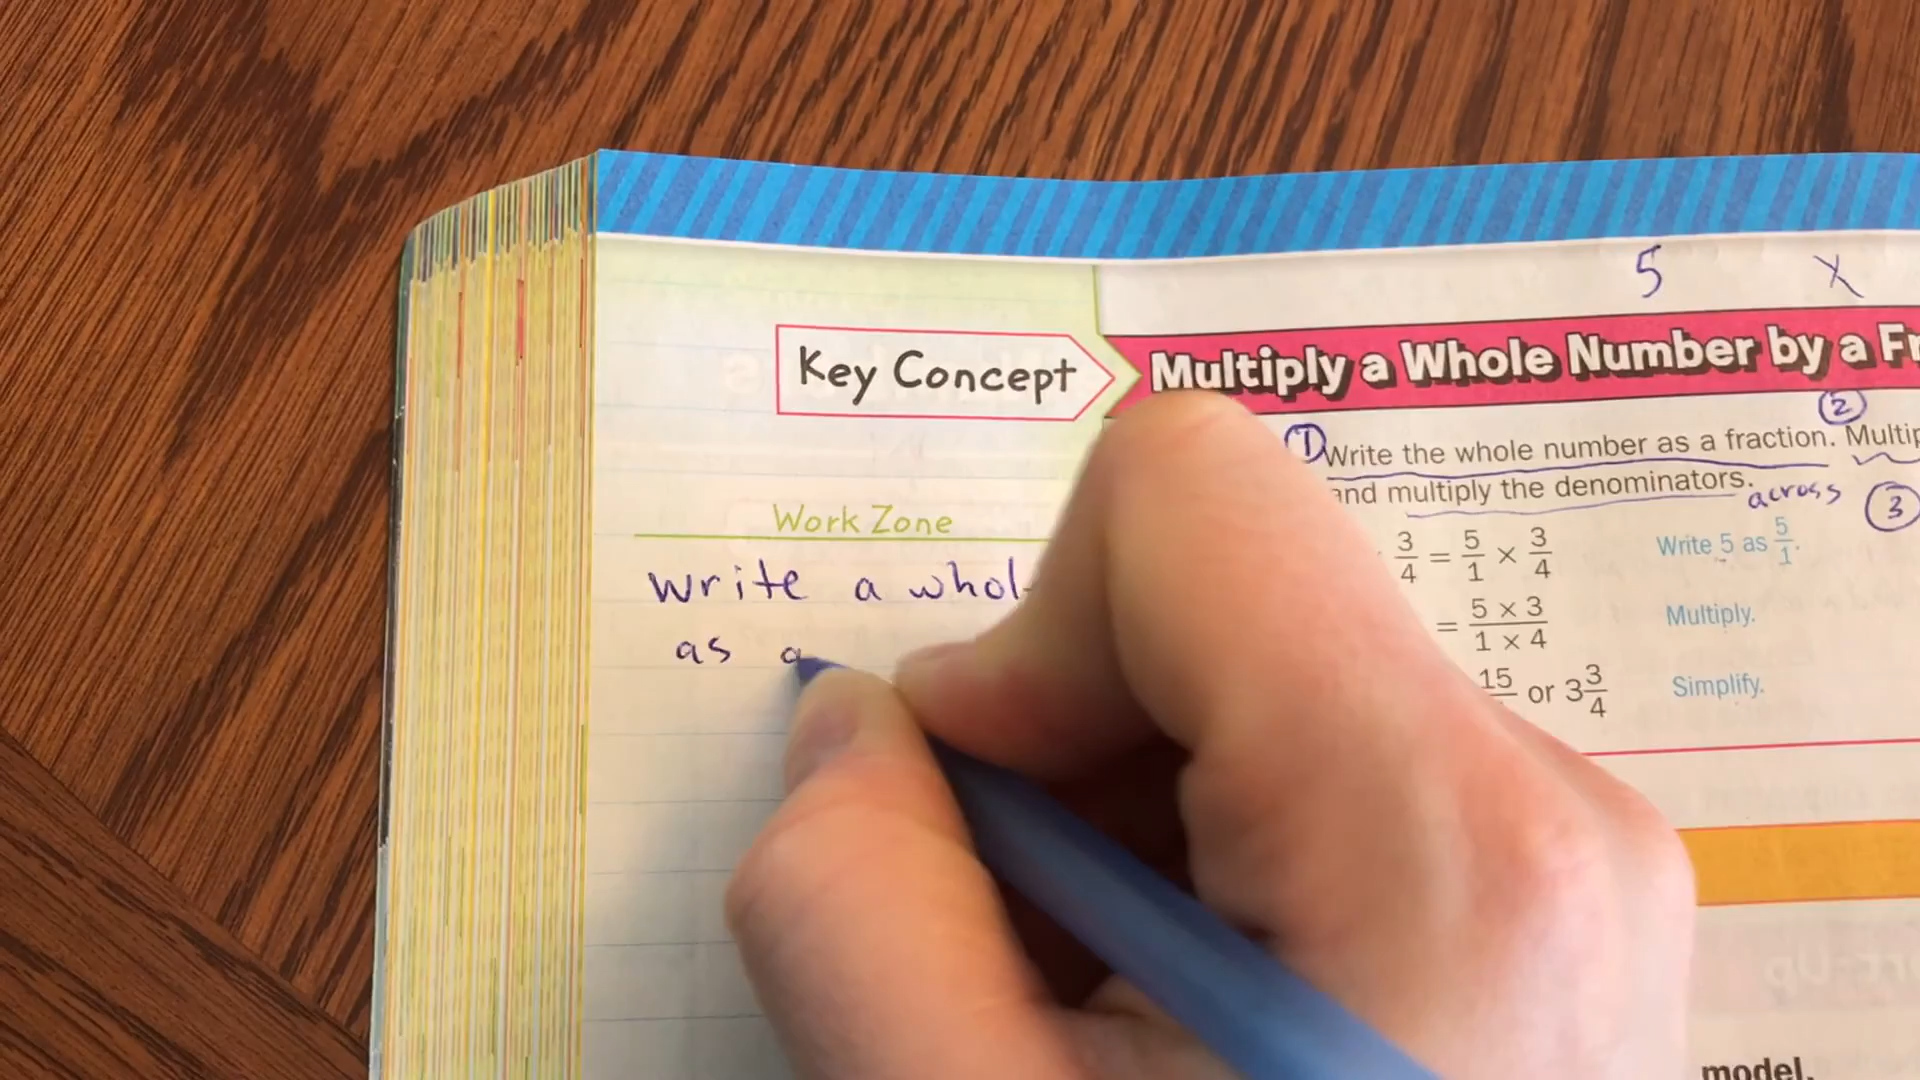 5 X
Key Concept
Multiply a Whole Number by a Fr
①
②
Write the whole number as a fraction. Multip
and multiply the denominators.
across
③
Work Zone
write a whol
as a
3/4 = 5/1 × 3/4
Write 5 as 5/1.
= 5 × 3 / 1 × 4
Multiply.
15 or 3 3/4
Simplify.
model.